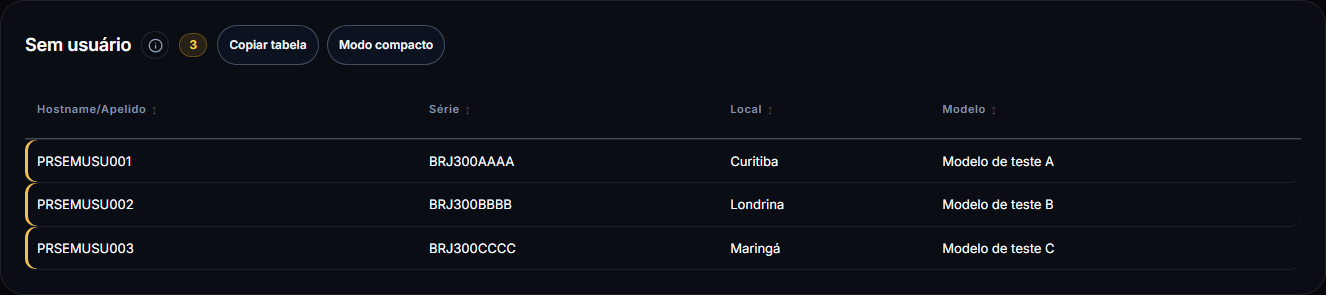 Sem usuário 3 Copiar tabela Modo compacto
Hostname/Apelido ↕ Série ↕ Local ↕ Modelo ↕
PRSEMUSU001 BRJ300AAAA Curitiba Modelo de teste A
PRSEMUSU002 BRJ300BBBB Londrina Modelo de teste B
PRSEMUSU003 BRJ300CCCC Maringá Modelo de teste C